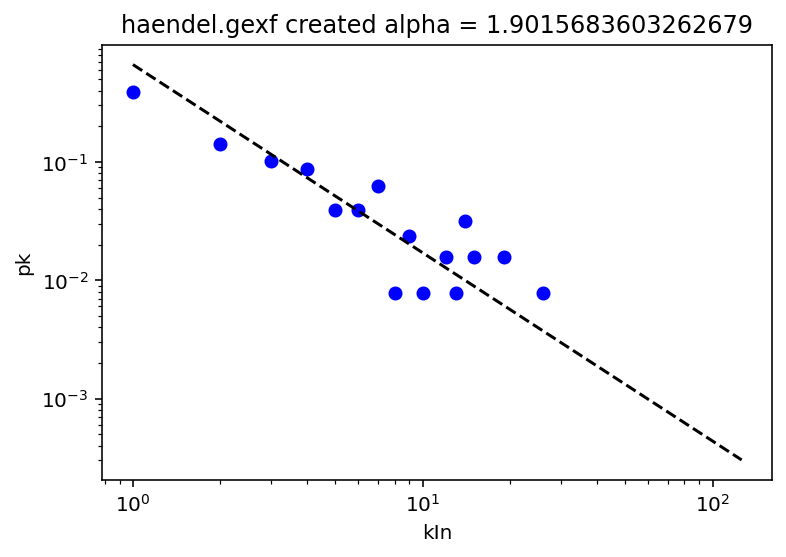 haendel.gexf created alpha = 1.9015683603262679
10⁻¹
10⁻²
10⁻³
pk
10⁰ 10¹ 10²
kIn